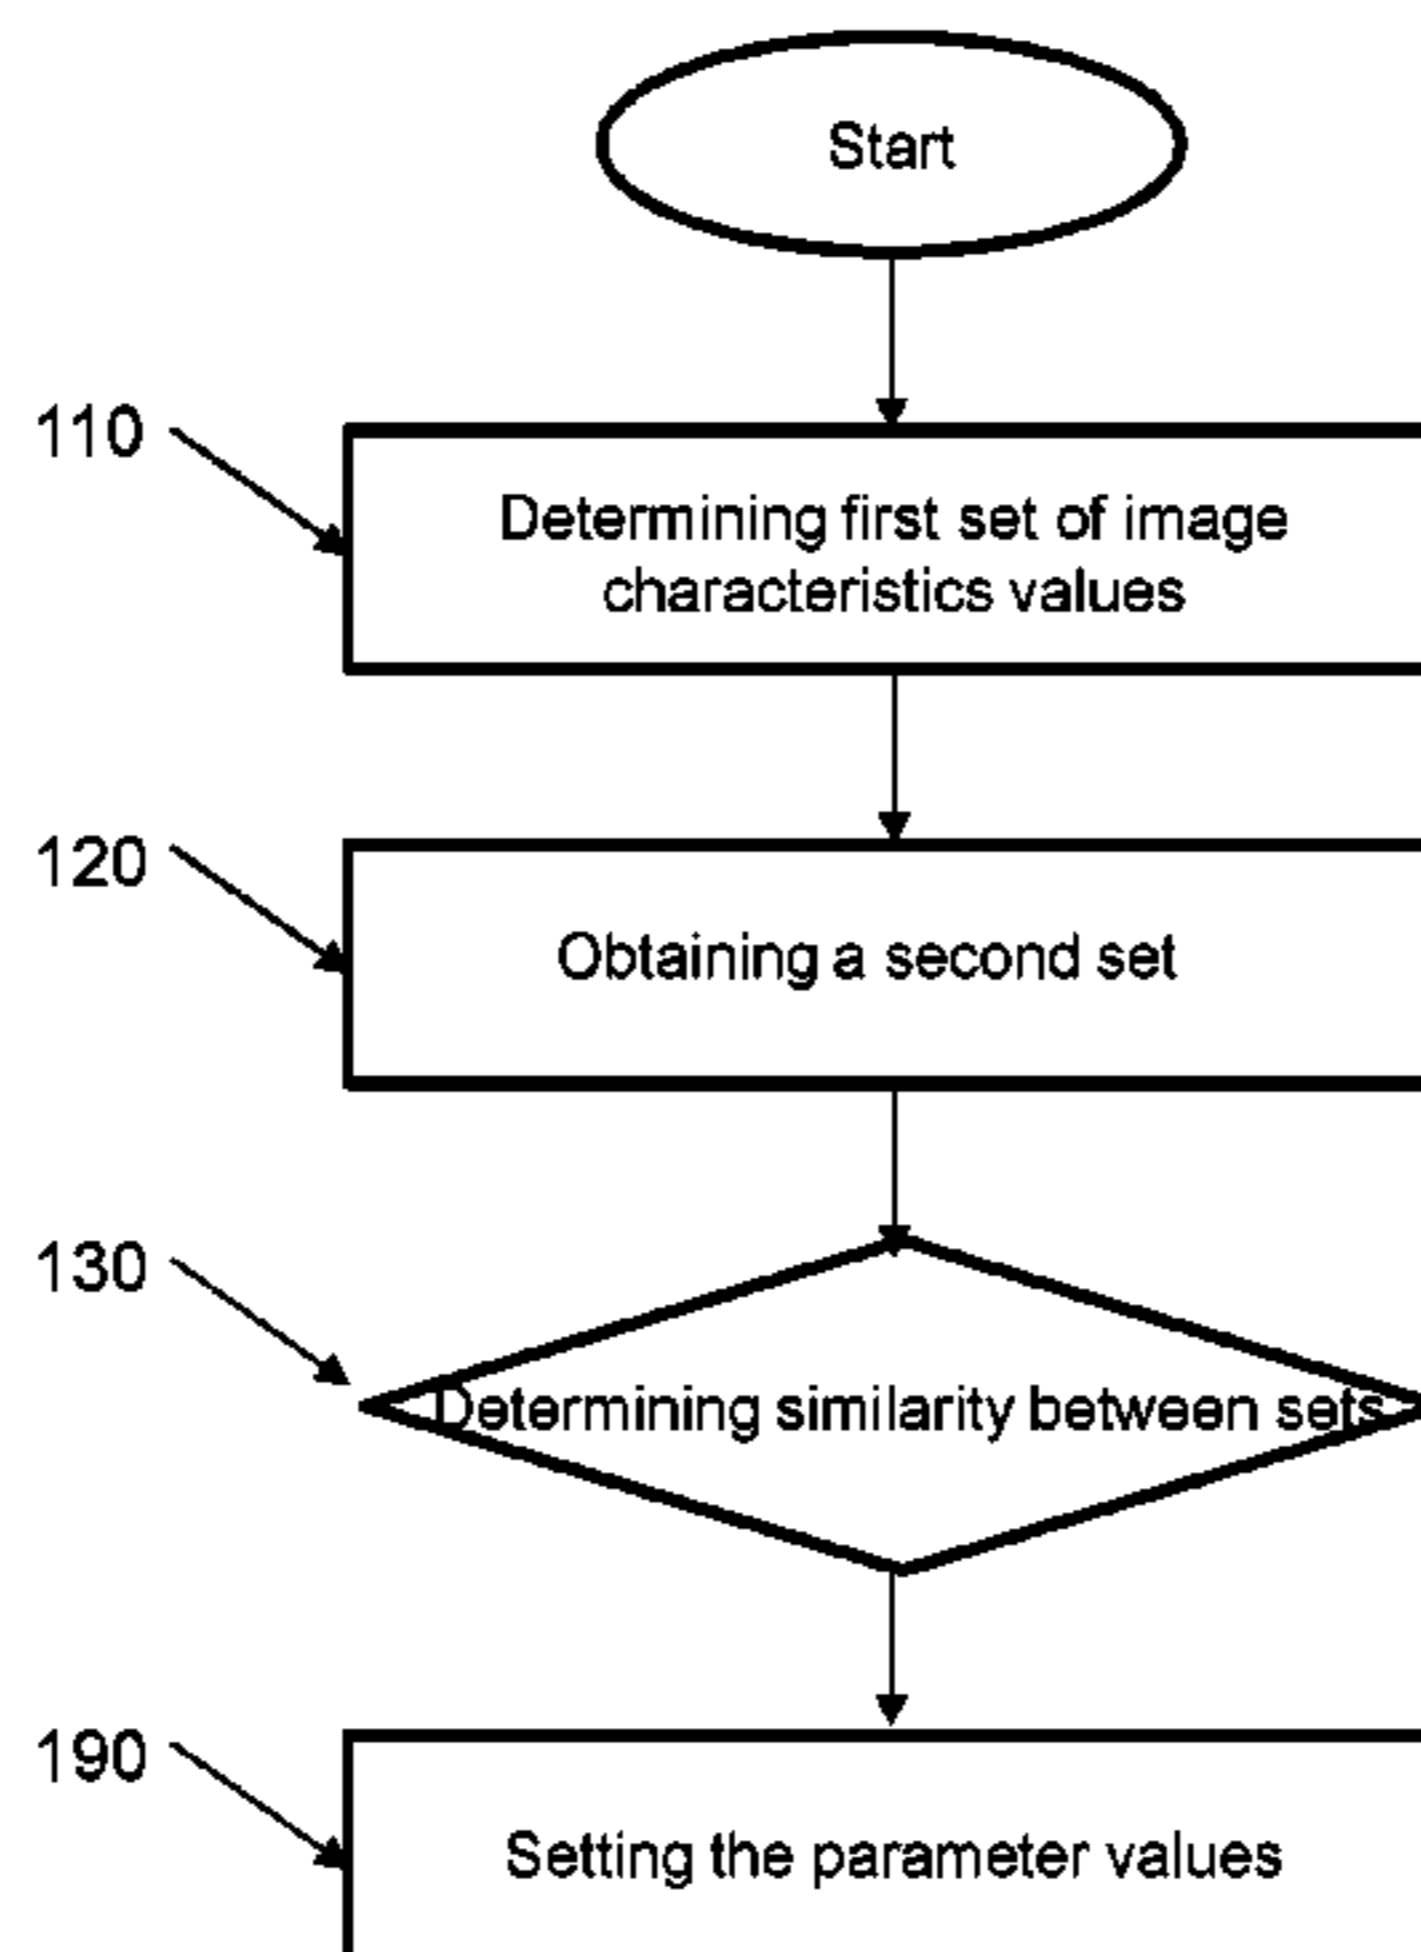 Start
110
Determining first set of image
characteristics values
120
Obtaining a second set
130
Determining similarity between sets
190
Setting the parameter values